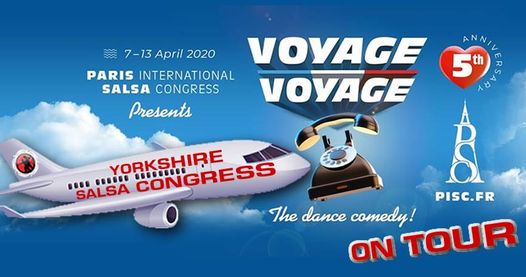 7–13 April 2020
PARIS INTERNATIONAL
SALSA CONGRESS
Presents
VOYAGE
VOYAGE
5th
ANNIVERSARY
PISC.FR
YORKSHIRE
SALSA CONGRESS
The dance comedy!
ON TOUR